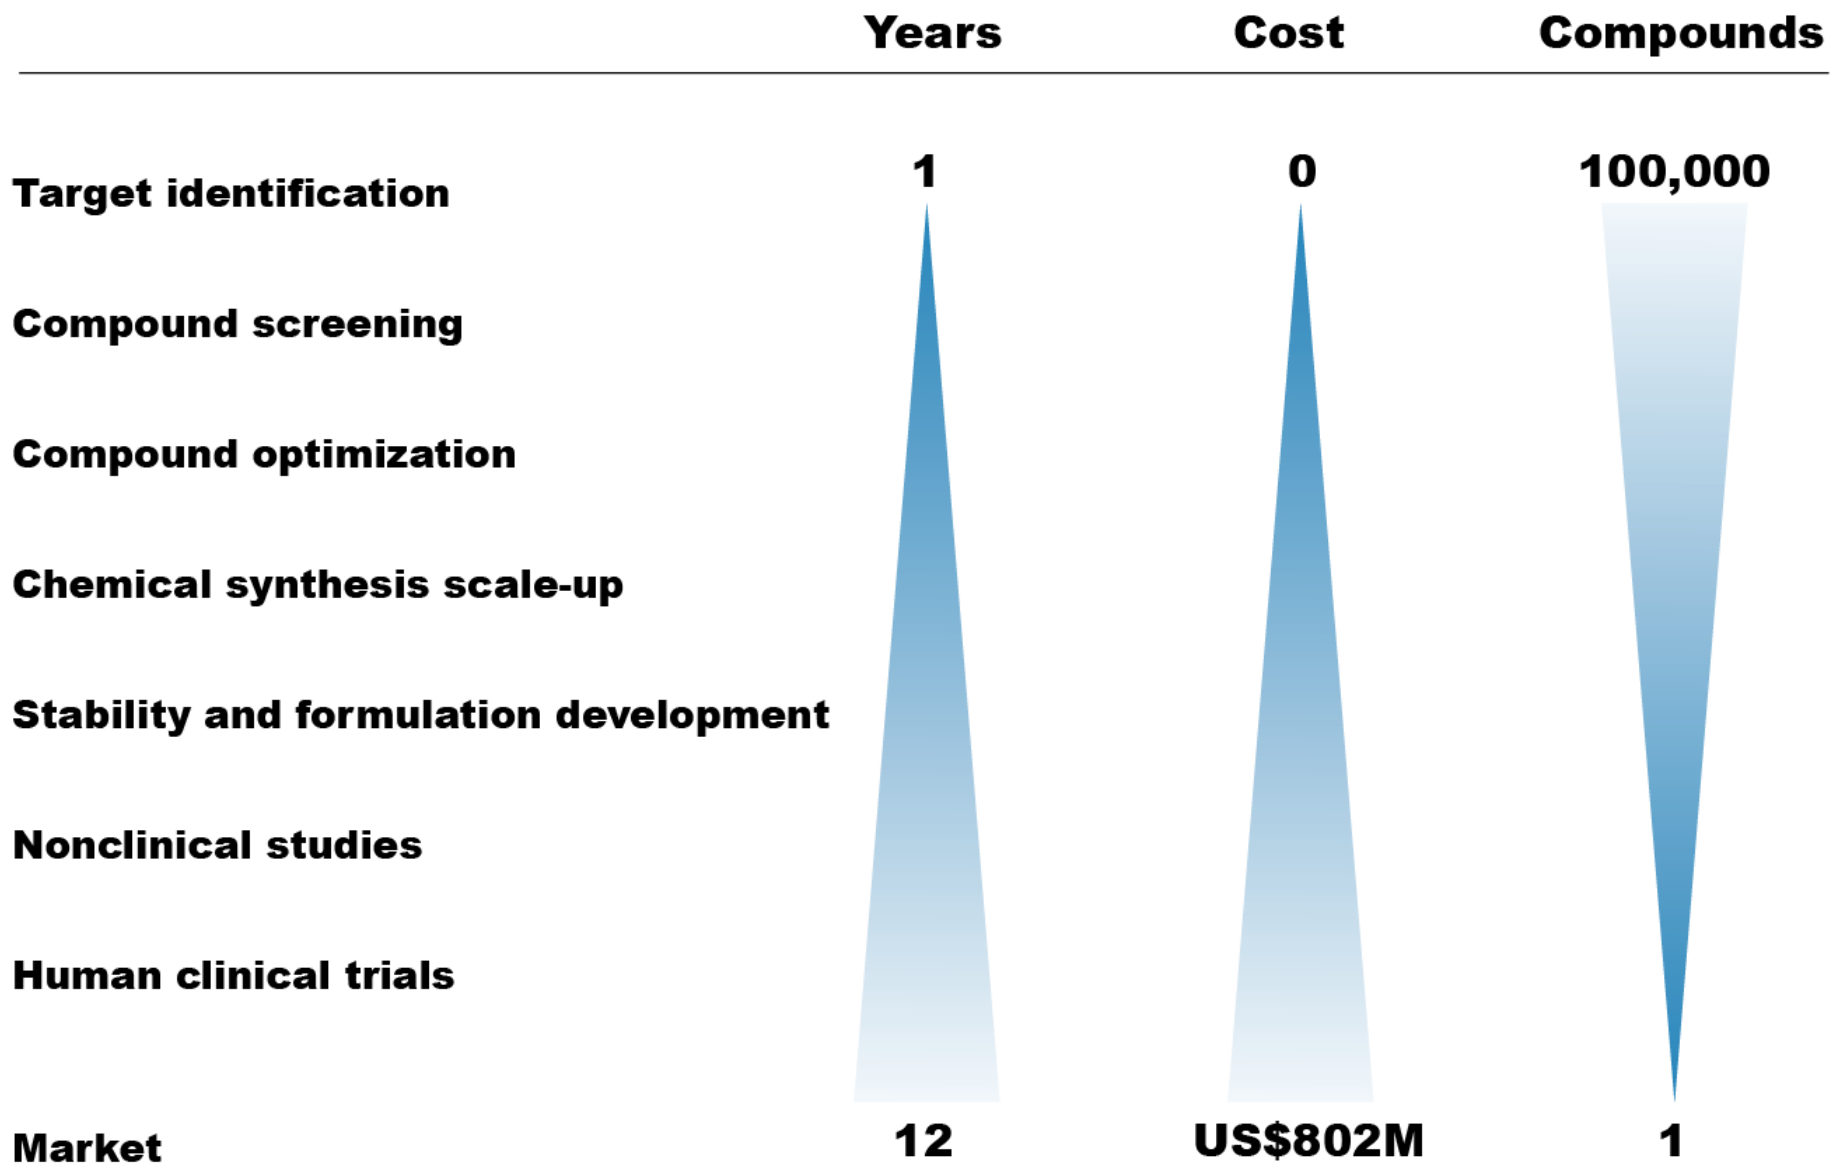 Years Cost Compounds
Target identification 1 0 100,000
Compound screening
Compound optimization
Chemical synthesis scale-up
Stability and formulation development
Nonclinical studies
Human clinical trials
Market 12 US$802M 1